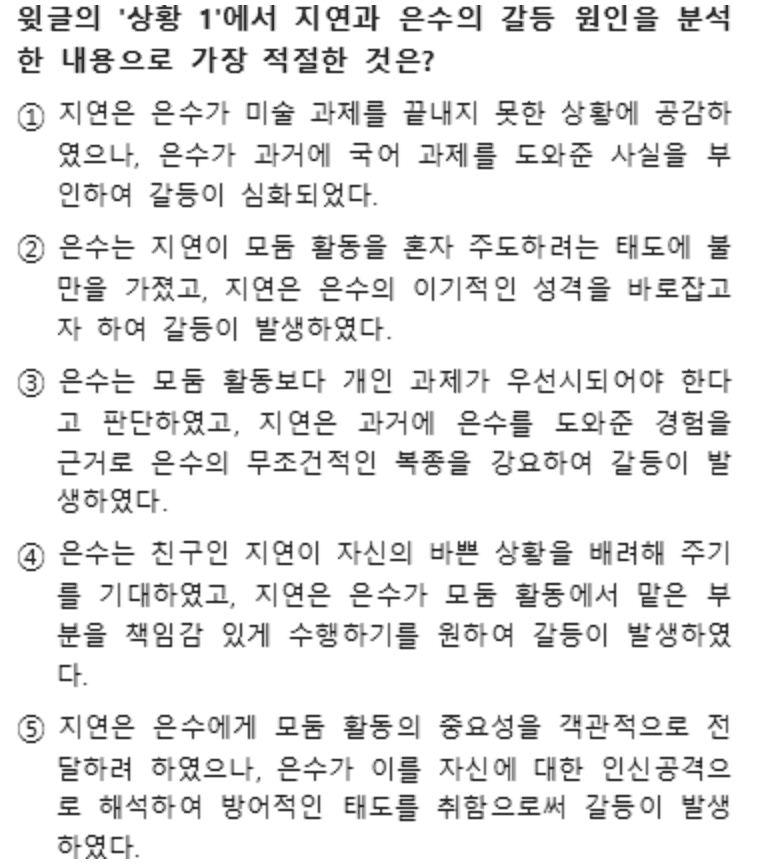 윗글의 '상황 1'에서 지연과 은수의 갈등 원인을 분석
한 내용으로 가장 적절한 것은?
① 지연은 은수가 미술 과제를 끝내지 못한 상황에 공감하
였으나, 은수가 과거에 국어 과제를 도와준 사실을 부
인하여 갈등이 심화되었다.
② 은수는 지연이 모둠 활동을 혼자 주도하려는 태도에 불
만을 가졌고, 지연은 은수의 이기적인 성격을 바로잡고
자 하여 갈등이 발생하였다.
③ 은수는 모둠 활동보다 개인 과제가 우선시되어야 한다
고 판단하였고, 지연은 과거에 은수를 도와준 경험을
근거로 은수의 무조건적인 복종을 강요하여 갈등이 발
생하였다.
④ 은수는 친구인 지연이 자신의 바쁜 상황을 배려해 주기
를 기대하였고, 지연은 은수가 모둠 활동에서 맡은 부
분을 책임감 있게 수행하기를 원하여 갈등이 발생하였
다.
⑤ 지연은 은수에게 모둠 활동의 중요성을 객관적으로 전
달하려 하였으나, 은수가 이를 자신에 대한 인신공격으
로 해석하여 방어적인 태도를 취함으로써 갈등이 발생
하였다.